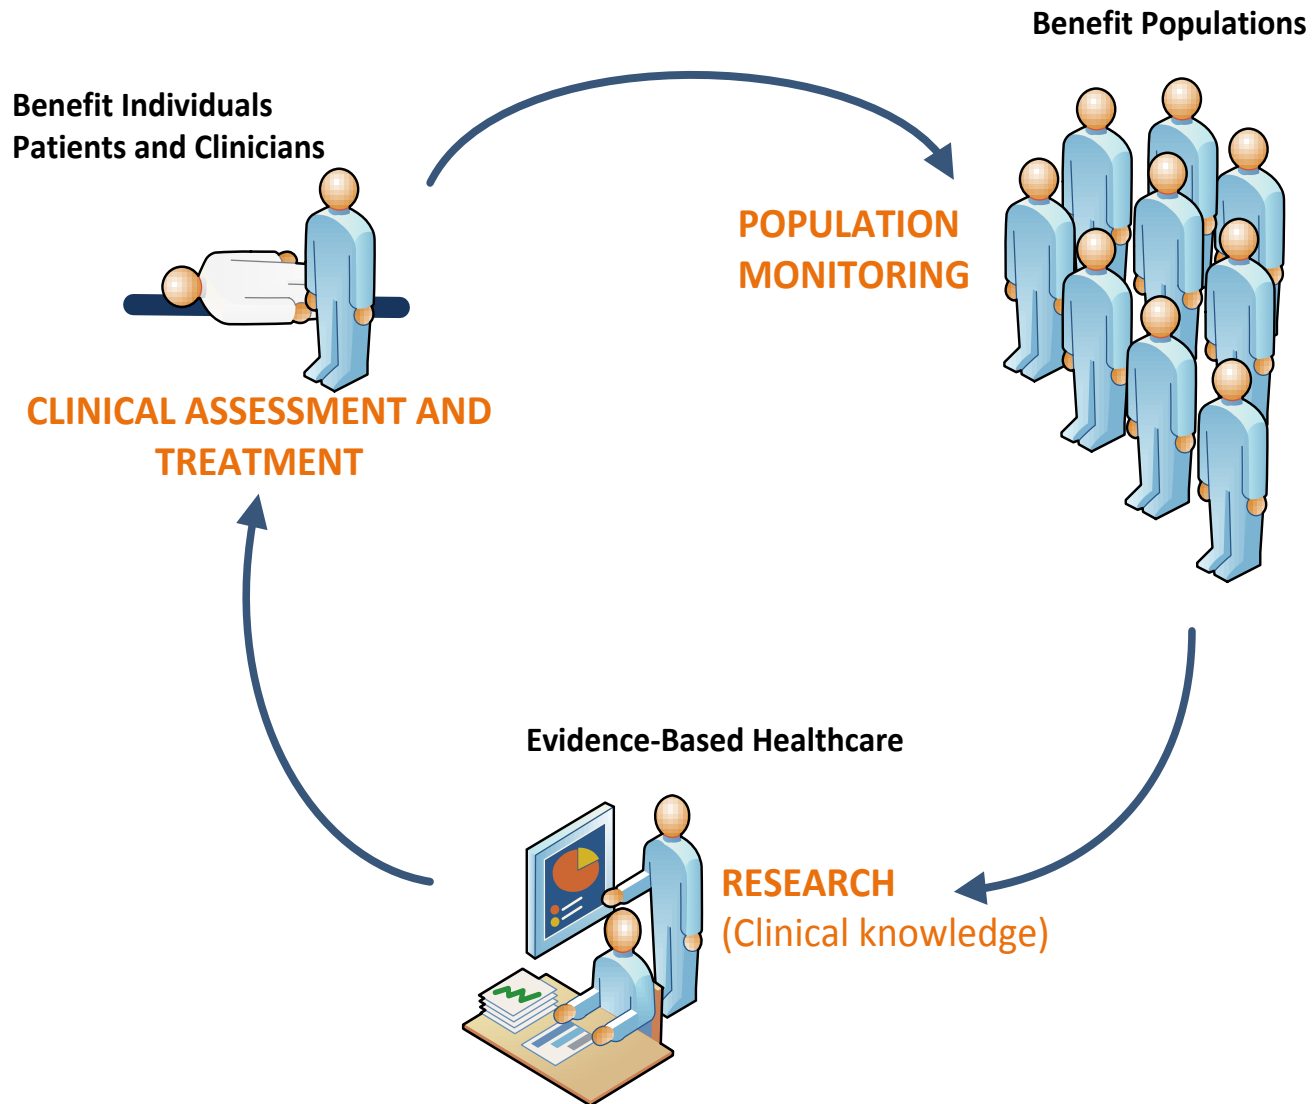 Benefit Populations
Benefit Individuals
Patients and Clinicians
POPULATION
MONITORING
CLINICAL ASSESSMENT AND
TREATMENT
Evidence-Based Healthcare
RESEARCH
(Clinical knowledge)